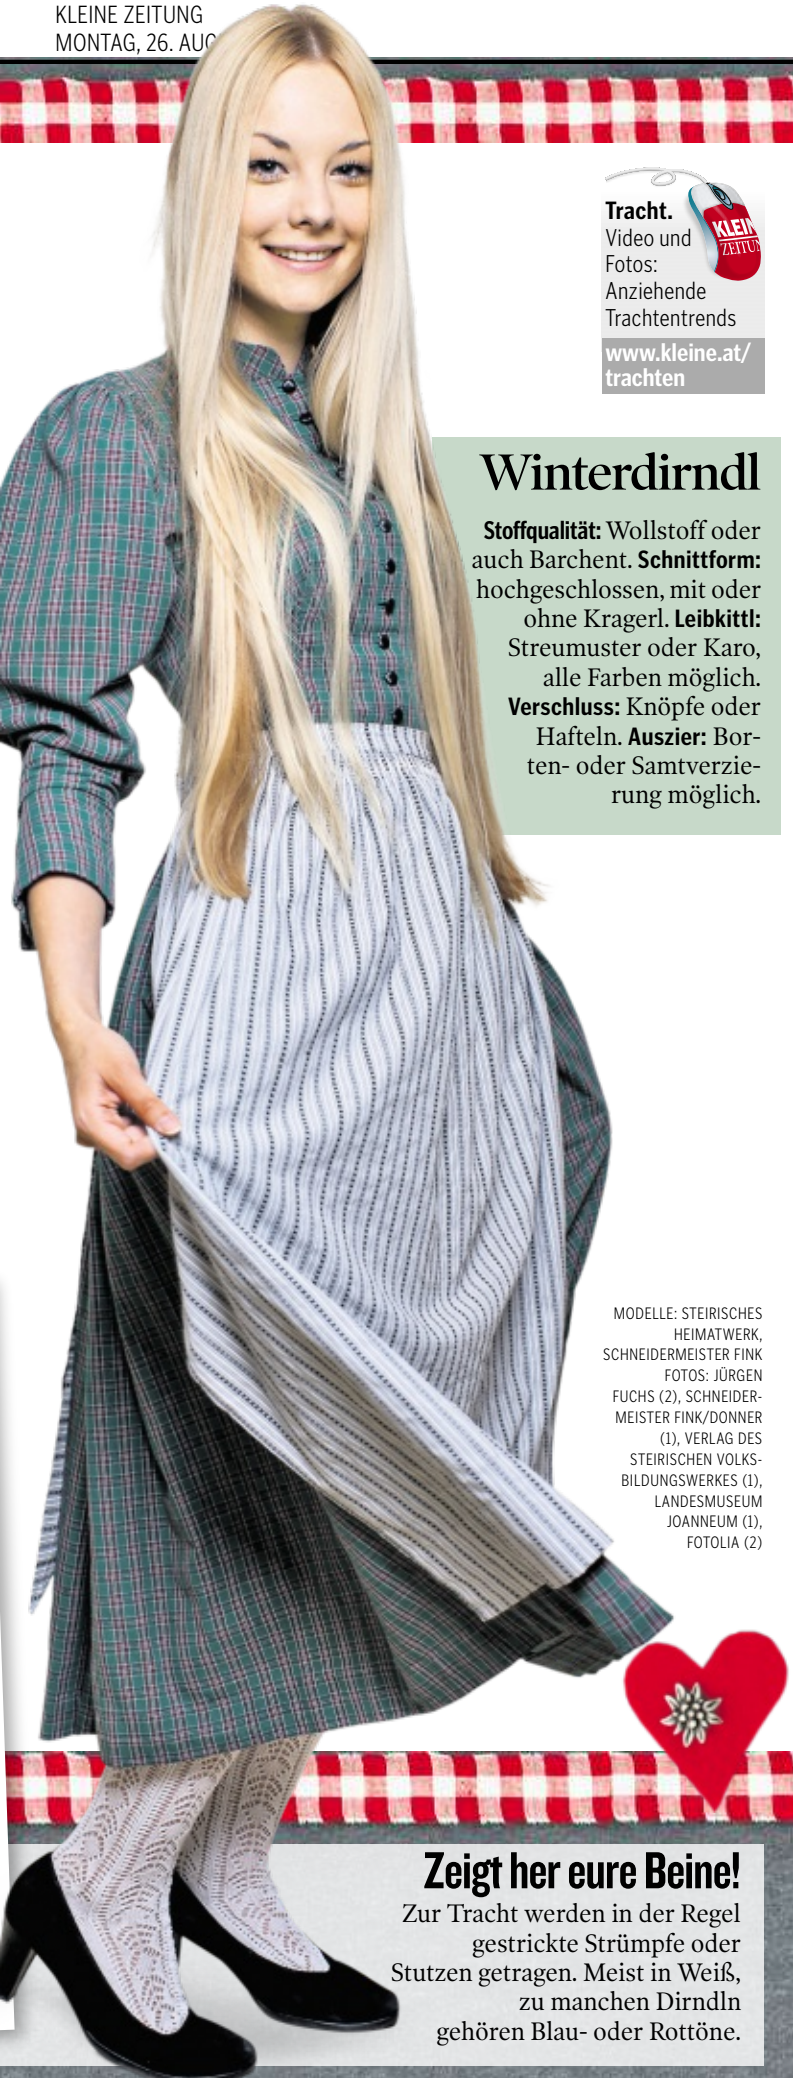 KLEINE ZEITUNG
MONTAG, 26.
Tracht.
Video und
Fotos:
Anziehende
Trachtentrends
www.kleine.at/
trachten
Winterdirndl
Stoffqualität: Wollstoff oder
auch Barchent. Schnittform:
hochgeschlossen, mit oder
ohne Kragerl. Leibkittl:
Streumuster oder Karo,
alle Farben möglich.
Verschluss: Knöpfe oder
Hafteln. Auszier: Bor-
ten- oder Samtverzie-
rung möglich.
MODELLE: STEIRISCHES
HEIMATWERK,
SCHNEIDERMEISTER FINK
FOTOS: JÜRGEN
FUCHS (2), SCHNEIDER-
MEISTER FINK/DONNER
(1), VERLAG DES
STEIRISCHEN VOLKS-
BILDUNGSWERKES (1),
LANDESMUSEUM
JOANNEUM (1),
FOTOLIA (2)
Zeigt her eure Beine!
Zur Tracht werden in der Regel
gestrickte Strümpfe oder
Stutzen getragen. Meist in Weiß,
zu manchen Dirndln
gehören Blau- oder Rottöne.